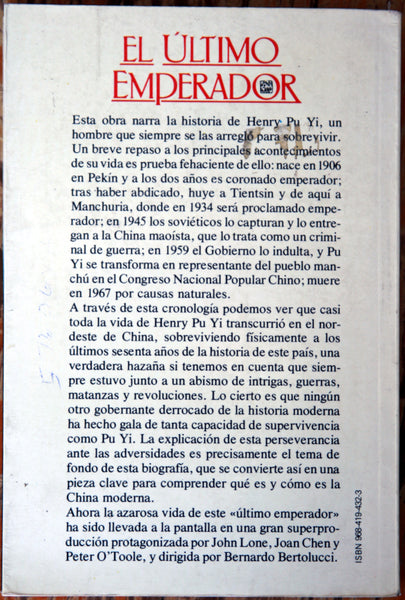 EL ÚLTIMO
EMPERADOR
Esta obra narra la historia de Henry Pu Yi, un
hombre que siempre se las arregló para sobrevivir.
Un breve repaso a los principales acontecimientos
de su vida es prueba fehaciente de ello: nace en 1906
en Pekín y a los dos años es coronado emperador;
tras haber abdicado, huye a Tientsin y de aquí a
Manchuria, donde en 1934 será proclamado empe-
rador; en 1945 los soviéticos lo capturan y lo entre-
gan a la China maoísta, que lo trata como un crimi-
nal de guerra; en 1959 el Gobierno lo indulta, y Pu
Yi se transforma en representante del pueblo man-
chú en el Congreso Nacional Popular Chino; muere
en 1967 por causas naturales.
A través de esta cronología podemos ver que casi
toda la vida de Henry Pu Yi transcurrió en el nor-
deste de China, sobreviviendo físicamente a los
últimos sesenta años de la historia de este país, una
verdadera hazaña si tenemos en cuenta que siem-
pre estuvo junto a un abismo de intrigas, guerras,
matanzas y revoluciones. Lo cierto es que ningún
otro gobernante derrocado de la historia moderna
ha hecho gala de tanta capacidad de supervivencia
como Pu Yi. La explicación de esta perseverancia
ante las adversidades es precisamente el tema de
fondo de esta biografía, que se convierte así en una
pieza clave para comprender qué es y cómo es la
China moderna.
Ahora la azarosa vida de este «último emperador»
ha sido llevada a la pantalla en una gran superpro-
ducción protagonizada por John Lone, Joan Chen y
Peter O'Toole, y dirigida por Bernardo Bertolucci.
ISBN 968-419-432-3